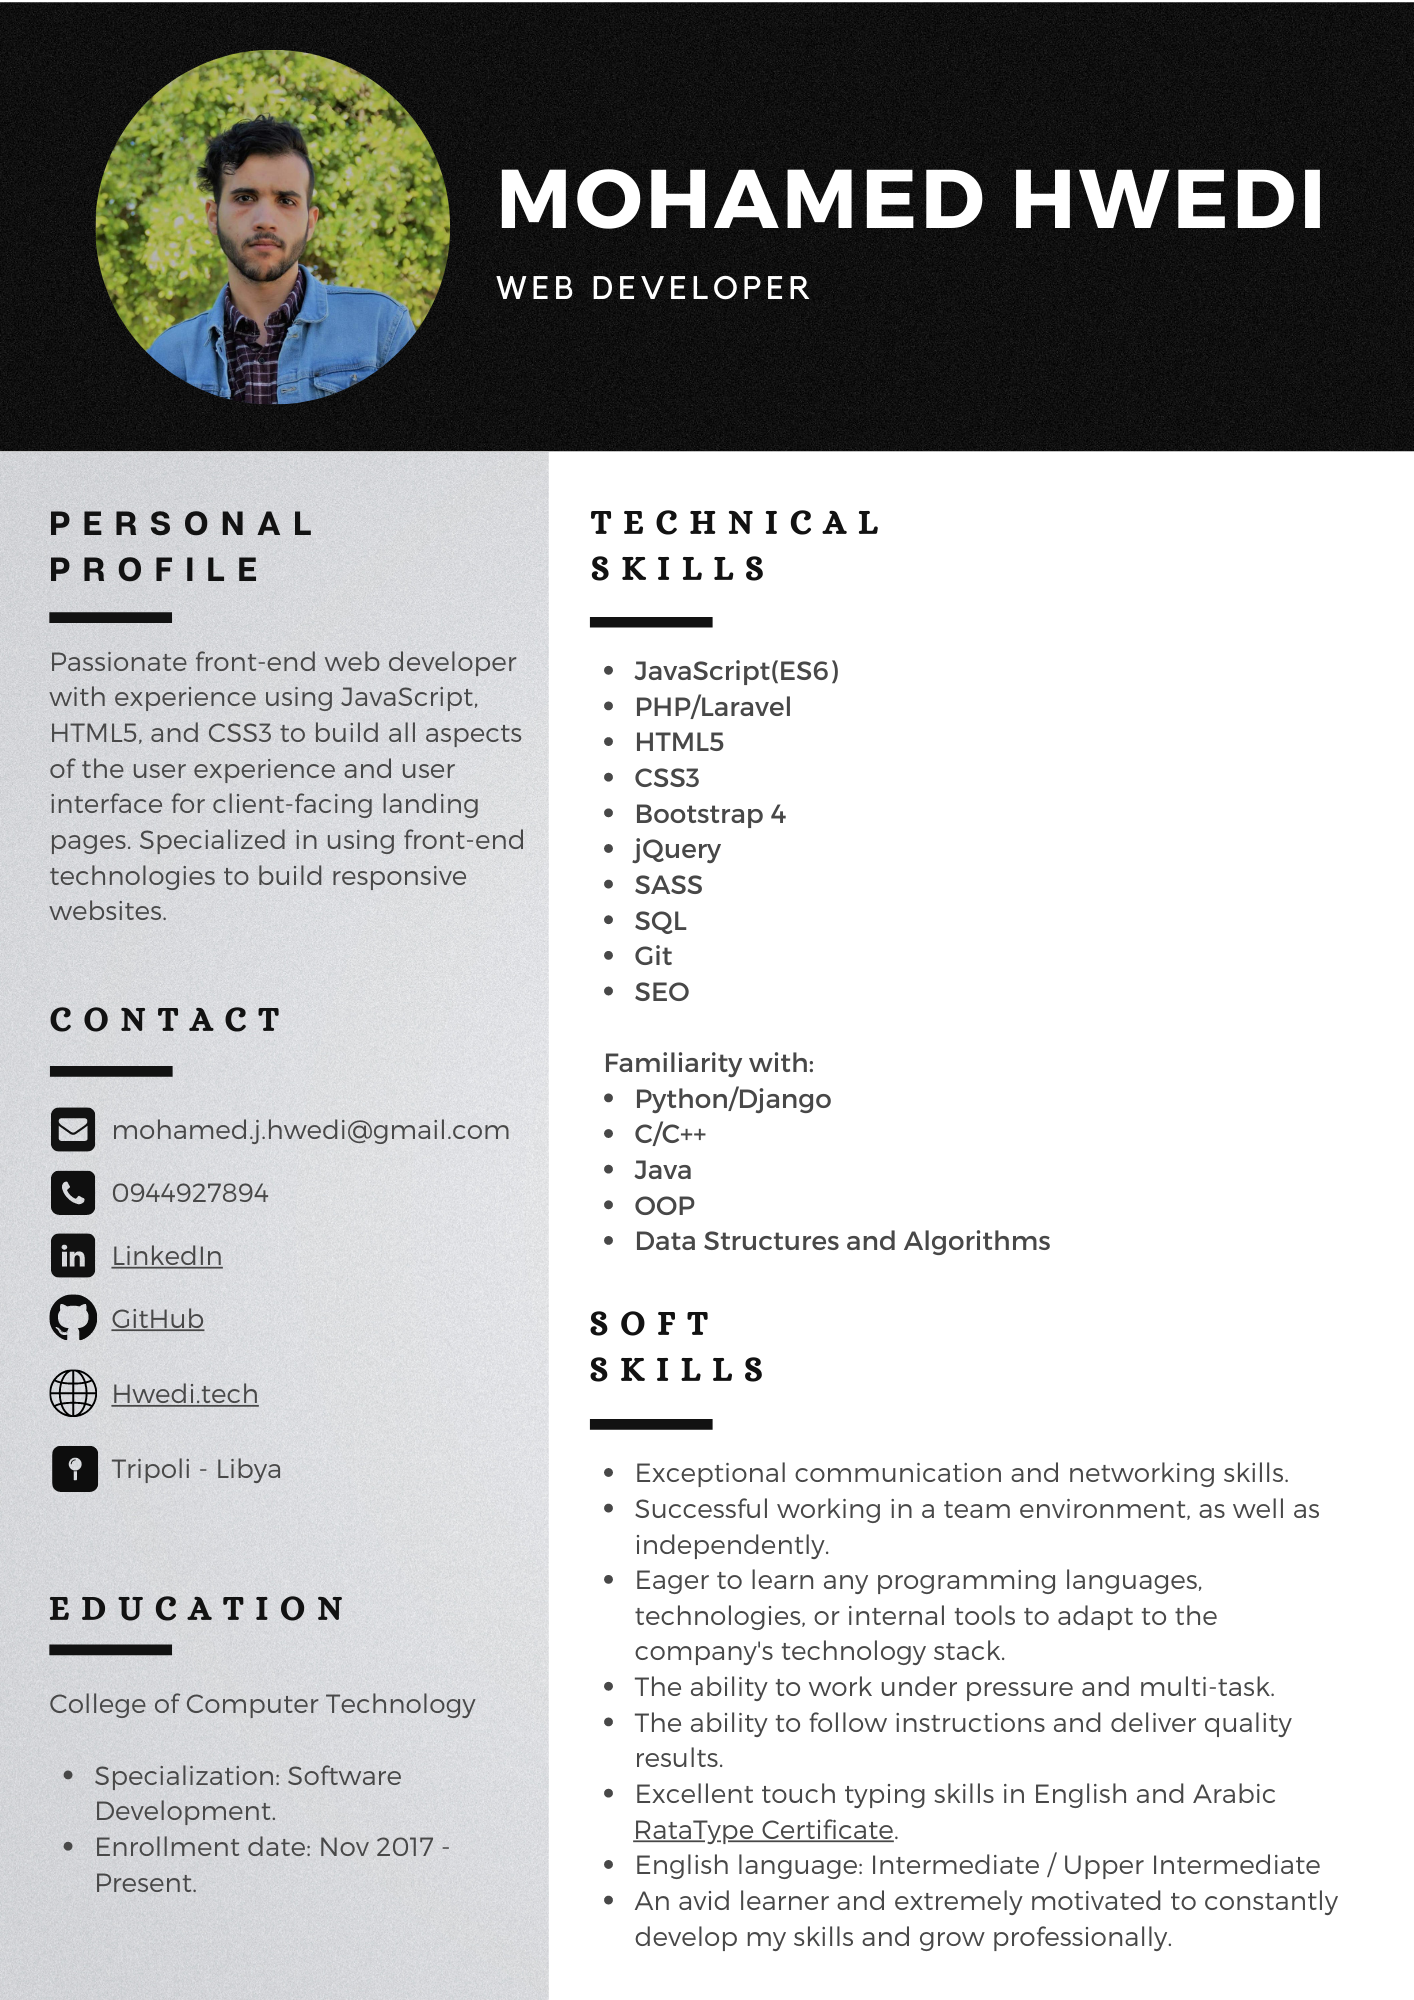 MOHAMED HWEDI
WEB DEVELOPER
PERSONAL
PROFILE
Passionate front-end web developer
with experience using JavaScript,
HTML5, and CSS3 to build all aspects
of the user experience and user
interface for client-facing landing
pages. Specialized in using front-end
technologies to build responsive
websites.
CONTACT
mohamed.j.hwedi@gmail.com
0944927894
in LinkedIn
GitHub
Hwedi.tech
Tripoli - Libya
EDUCATION
College of Computer Technology
• Specialization: Software
Development.
• Enrollment date: Nov 2017 -
Present.
TECHNICAL
SKILLS
• JavaScript(ES6)
• PHP/Laravel
• HTML5
• CSS3
• Bootstrap 4
• jQuery
• SASS
• SQL
• Git
• SEO
Familiarity with:
• Python/Django
• C/C++
• Java
• OOP
• Data Structures and Algorithms
SOFT
SKILLS
• Exceptional communication and networking skills.
• Successful working in a team environment, as well as
independently.
• Eager to learn any programming languages,
technologies, or internal tools to adapt to the
company's technology stack.
• The ability to work under pressure and multi-task.
• The ability to follow instructions and deliver quality
results.
• Excellent touch typing skills in English and Arabic
RataType Certificate.
• English language: Intermediate / Upper Intermediate
• An avid learner and extremely motivated to constantly
develop my skills and grow professionally.